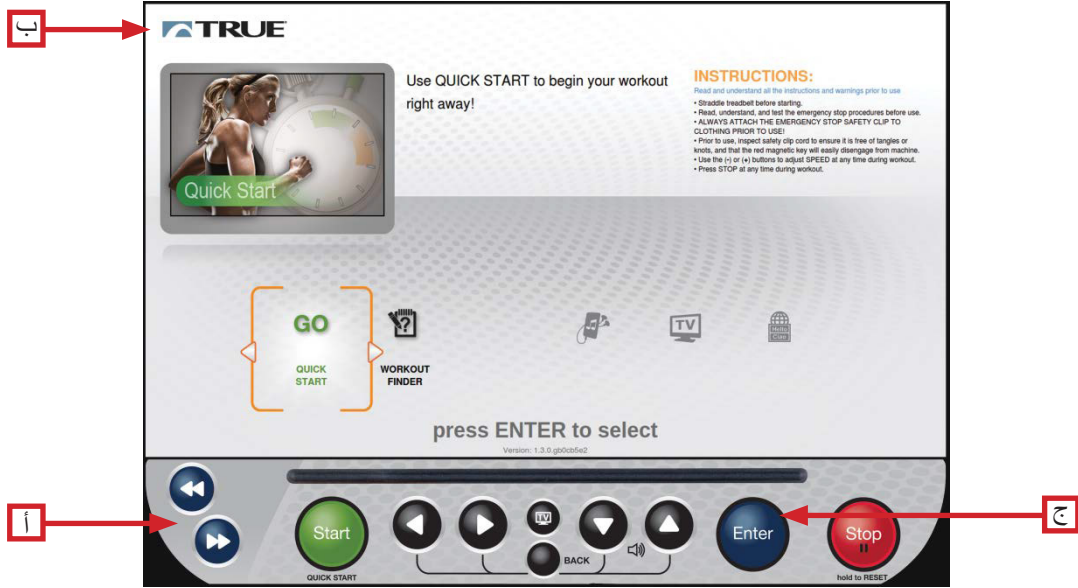 ب
TRUE
Quick Start
Use QUICK START to begin your workout
right away!
INSTRUCTIONS:
Read and understand all the instructions and warnings prior to use
• Straddle treadbelt before starting.
• Read, understand, and test the emergency stop procedures before use.
• ALWAYS ATTACH THE EMERGENCY STOP SAFETY CLIP TO
CLOTHING PRIOR TO USE!
• Prior to use, inspect safety clip cord to ensure it is free of tangles or
knots, and that the red magnetic key will easily disengage from machine.
• Use the (-) or (+) buttons to adjust SPEED at any time during workout.
• Press STOP at any time during workout.
GO
QUICK
START
?
WORKOUT
FINDER
TV
Hello
Ciao
press ENTER to select
Version: 1.3.0.gb0cb5e2
أ
Start
QUICK START
TV
BACK
Enter
Stop
hold to RESET
ج